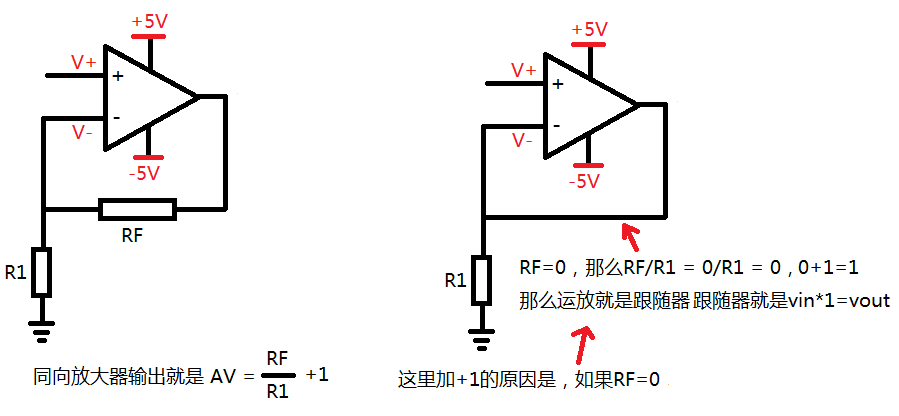 +5V
V+
+
-
V-
-5V
RF
R1
同向放大器输出就是 AV = RF/R1 +1
+5V
V+
+
-
V-
-5V
R1
RF=0，那么RF/R1 = 0/R1 = 0 , 0+1=1
那么运放就是跟随器 跟随器就是vin*1=vout
这里加+1的原因是，如果RF=0